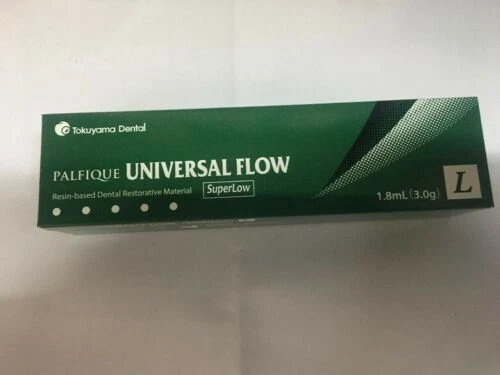 Tokuyama Dental
PALFIQUE UNIVERSAL FLOW
Resin-based Dental Restorative Material
SuperLow
1.8mL (3.0g)
L